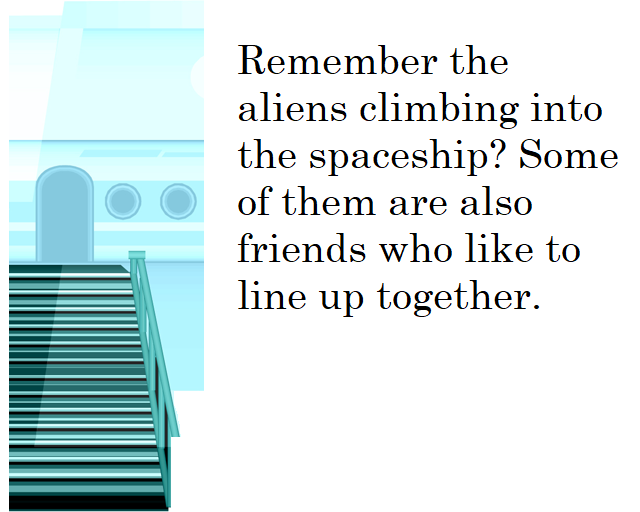 Remember the
aliens climbing into
the spaceship? Some
of them are also
friends who like to
line up together.